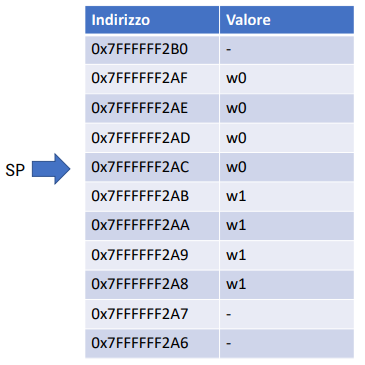 Indirizzo Valore
0x7FFFFFF2B0 -
0x7FFFFFF2AF w0
0x7FFFFFF2AE w0
0x7FFFFFF2AD w0
SP 0x7FFFFFF2AC w0
0x7FFFFFF2AB w1
0x7FFFFFF2AA w1
0x7FFFFFF2A9 w1
0x7FFFFFF2A8 w1
0x7FFFFFF2A7 -
0x7FFFFFF2A6 -